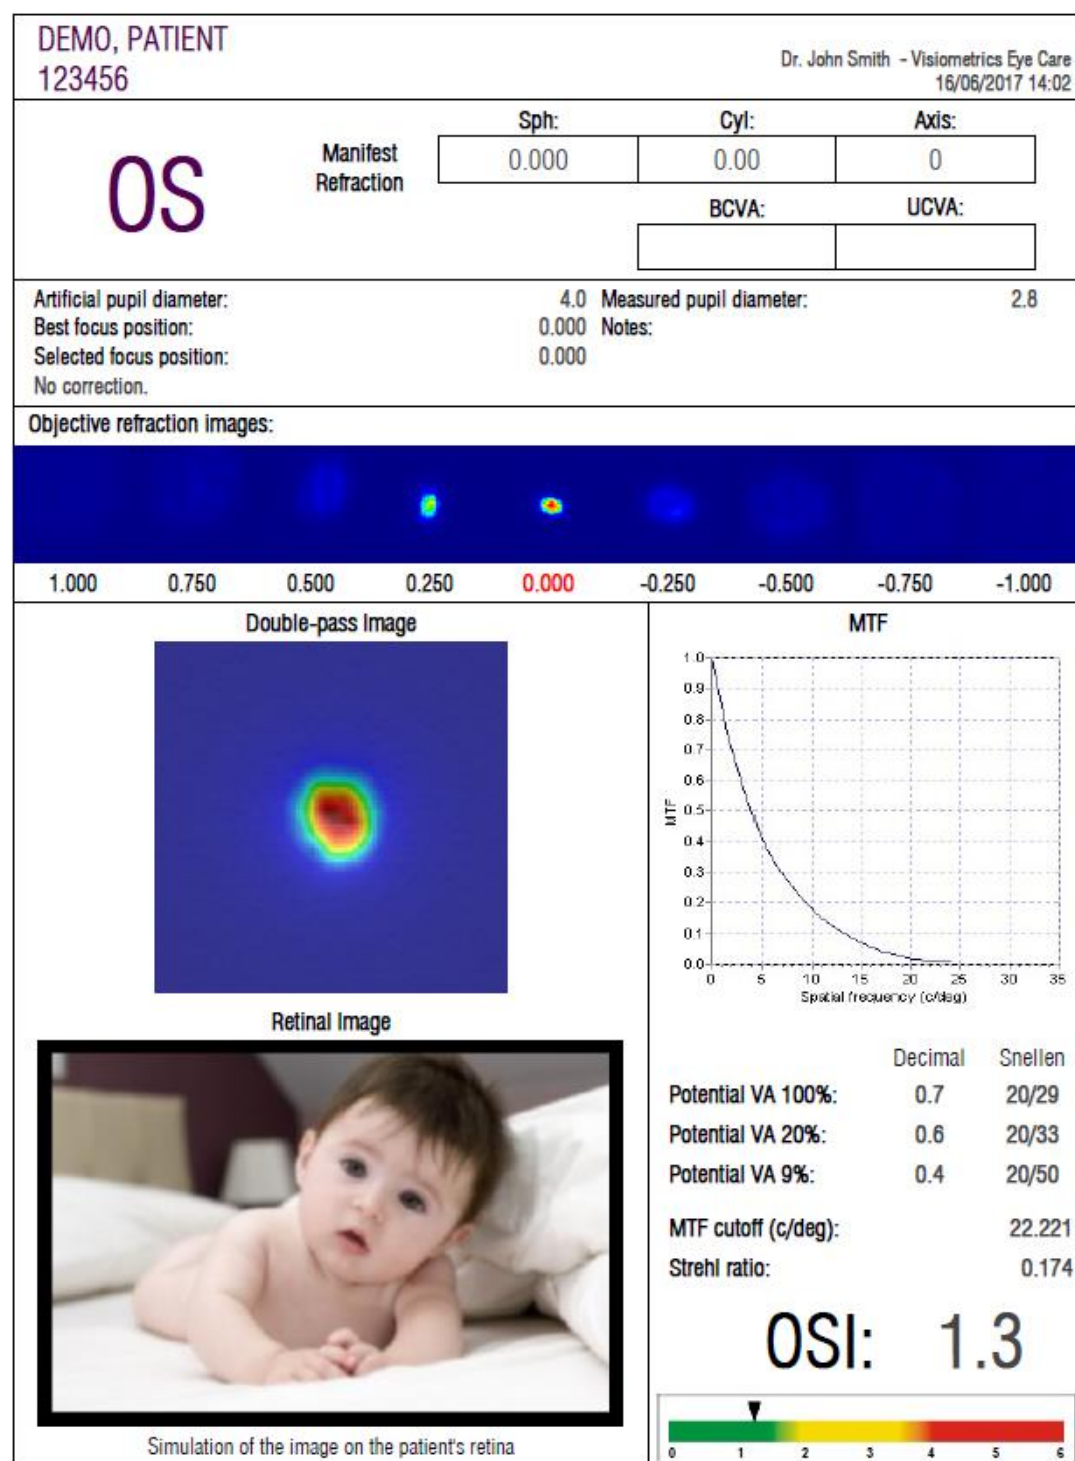 DEMO, PATIENT
123456
Dr. John Smith - Visiometrics Eye Care
16/06/2017 14:02
OS
Manifest Refraction
Sph: Cyl: Axis:
0.000 0.00 0
BCVA: UCVA:
Artificial pupil diameter: 4.0 Measured pupil diameter: 2.8
Best focus position: 0.000 Notes:
Selected focus position: 0.000
No correction.
Objective refraction images:
1.000 0.750 0.500 0.250 0.000 -0.250 -0.500 -0.750 -1.000
Double-pass Image
MTF
1.0
0.9
0.8
0.7
0.6
0.5
0.4
0.3
0.2
0.1
0.0
MTF
0 5 10 15 20 25 30 35
Spatial frequency (c/deg)
Retinal Image
Simulation of the image on the patient's retina
Decimal Snellen
Potential VA 100%: 0.7 20/29
Potential VA 20%: 0.6 20/33
Potential VA 9%: 0.4 20/50
MTF cutoff (c/deg): 22.221
Strehl ratio: 0.174
OSI: 1.3
0 1 2 3 4 5 6